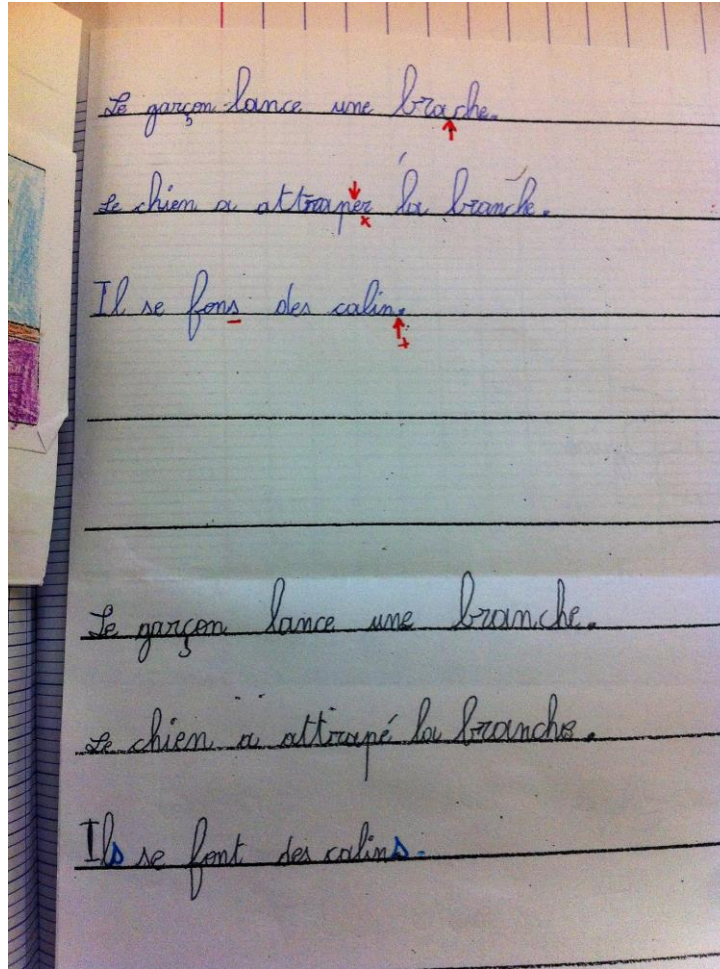 Le garçon lance une brache.
Le chien a attraper la branche.
Il se fons des calin.
Le garçon lance une branche.
Le chien a attrapé la branche.
Ils se font des calins.